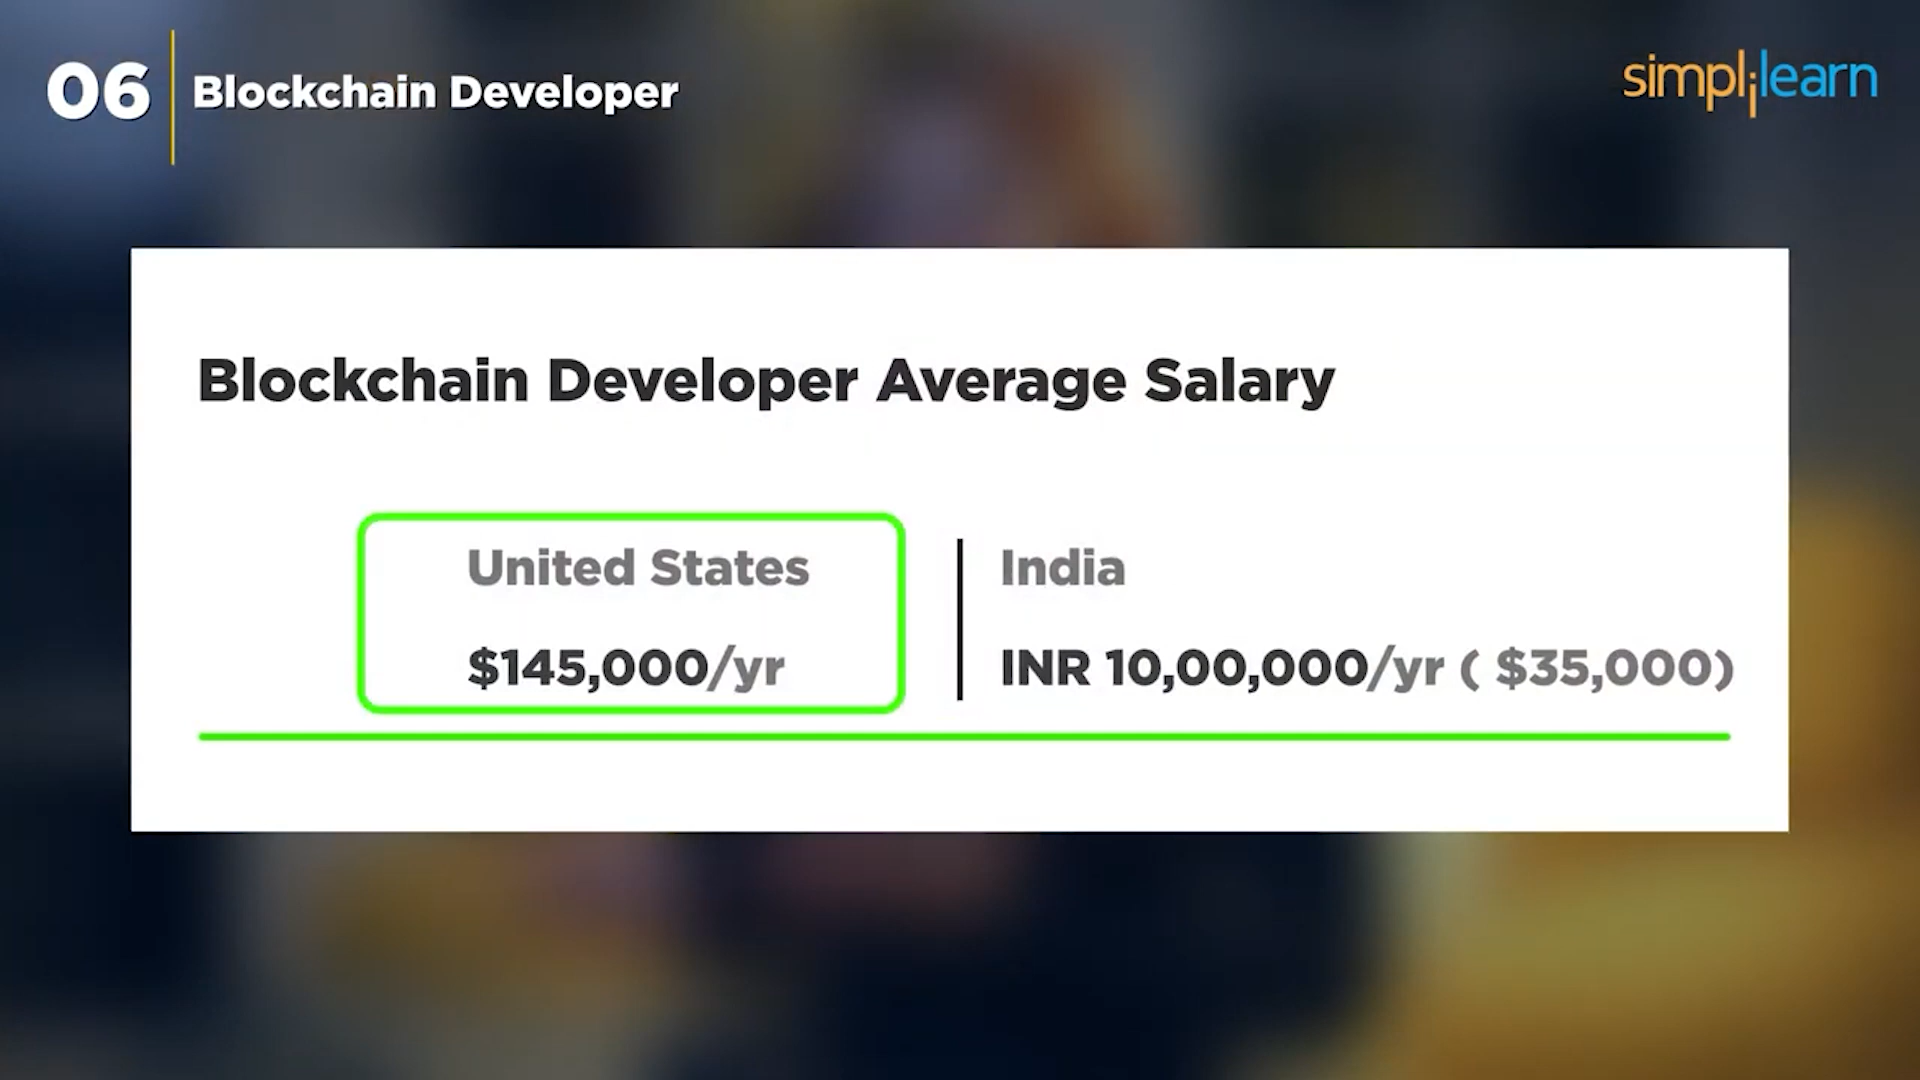 06
Blockchain Developer
simplilearn
Blockchain Developer Average Salary
United States
$145,000/yr
India
INR 10,00,000/yr ( $35,000)